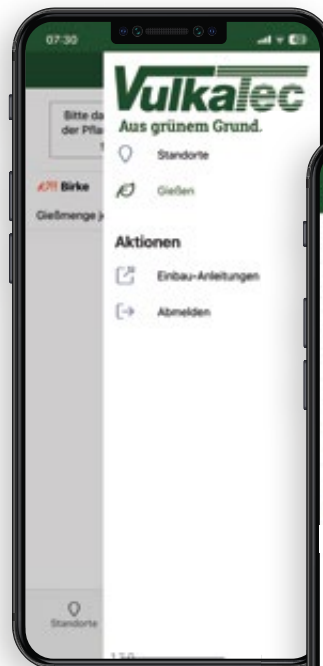 07:30
VulkaTec
Aus grünem Grund.
Bitte da
der Pfla
Standorte
Birke
Gießen
Gießmenge j
Aktionen
Einbau-Anleitungen
Abmelden
Standorte